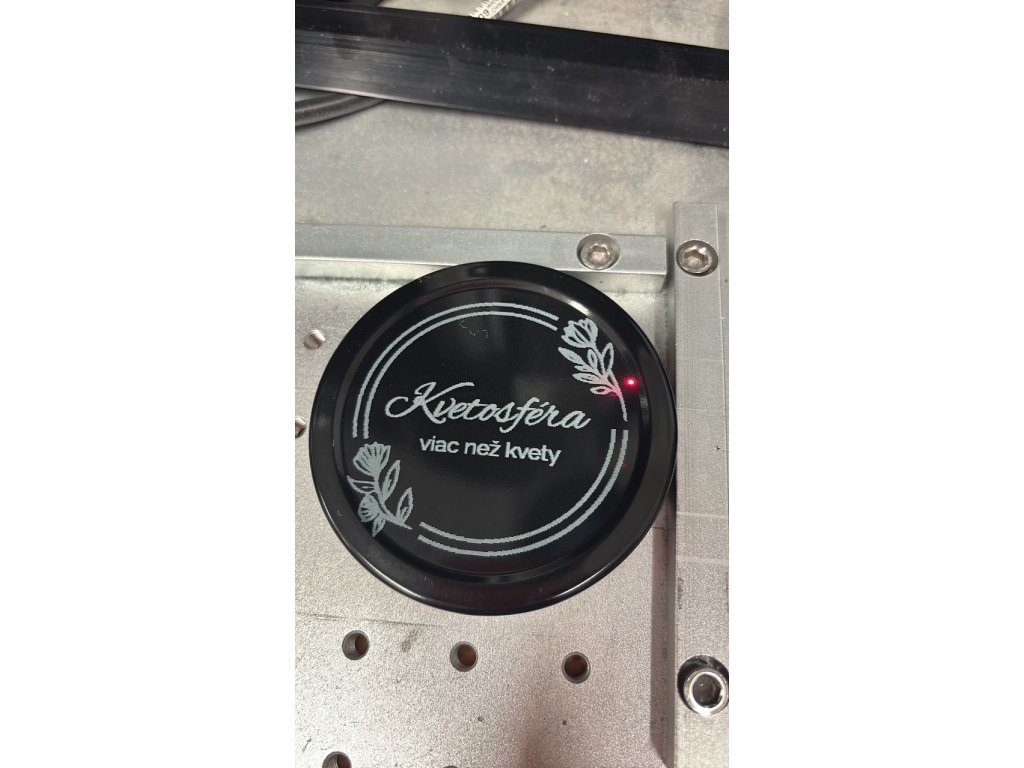 Kvetosféra
viac než kvety